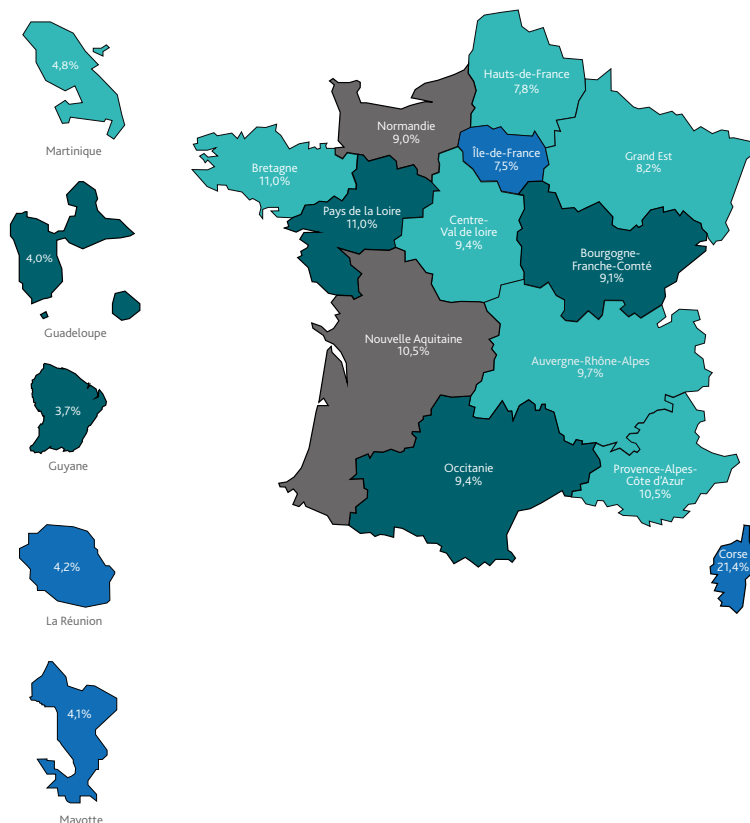 4,8%
Martinique
4,0%
Guadeloupe
3,7%
Guyane
4,2%
La Réunion
4,1%
Mayotte
Hauts-de-France
7,8%
Normandie
9,0%
Île-de-France
7,5%
Grand Est
8,2%
Bretagne
11,0%
Pays de la Loire
11,0%
Centre-
Val de loire
9,4%
Bourgogne-
Franche-Comté
9,1%
Nouvelle Aquitaine
10,5%
Auvergne-Rhône-Alpes
9,7%
Occitanie
9,4%
Provence-Alpes-
Côte d'Azur
10,5%
Corse
21,4%